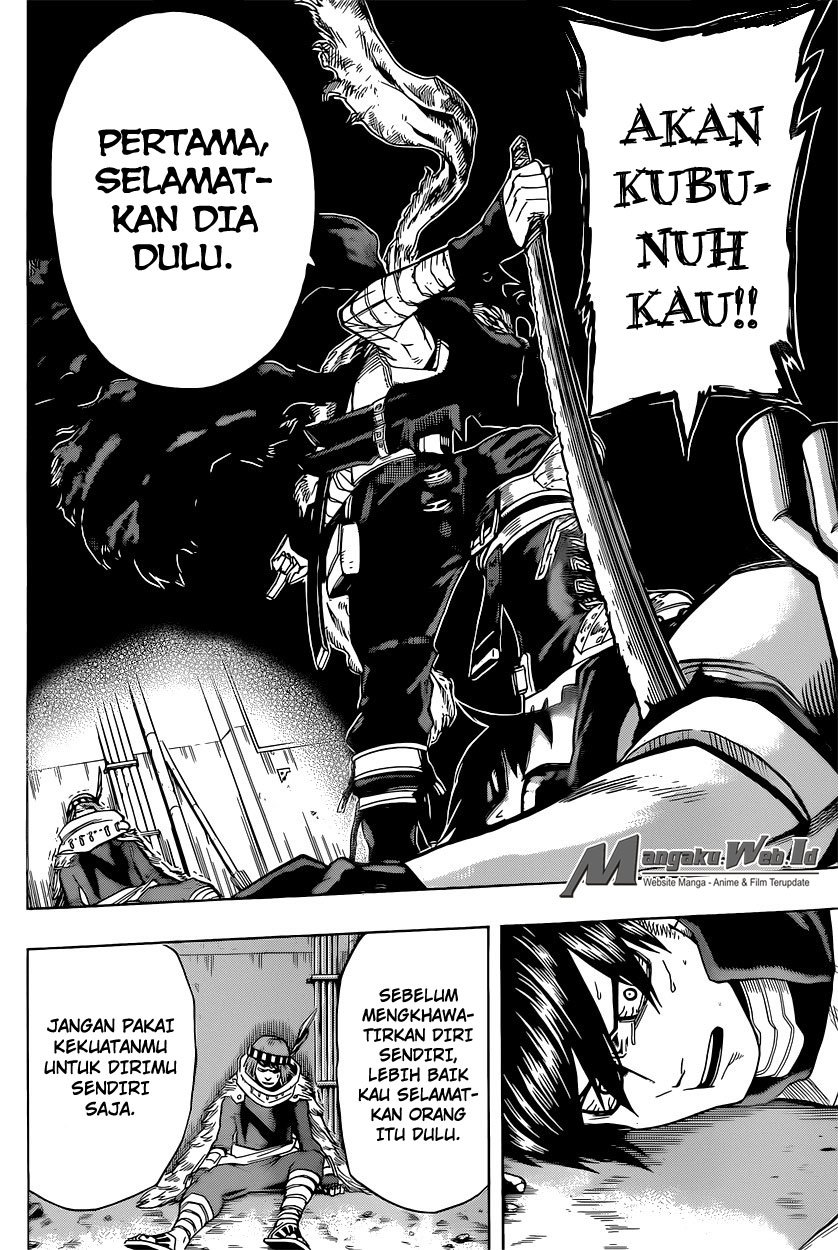 AKAN
KUBU-
NUH
KAU!!
PERTAMA,
SELAMAT-
KAN DIA
DULU.
Mangaku.Web.Id
Website Manga - Anime & Film Terupdate
SEBELUM
MENGKHAWA-
TIRKAN DIRI
SENDIRI,
LEBIH BAIK
KAU SELAMAT-
KAN ORANG
ITU DULU.
JANGAN PAKAI
KEKUATANMU
UNTUK DIRIMU
SENDIRI
SAJA.
N